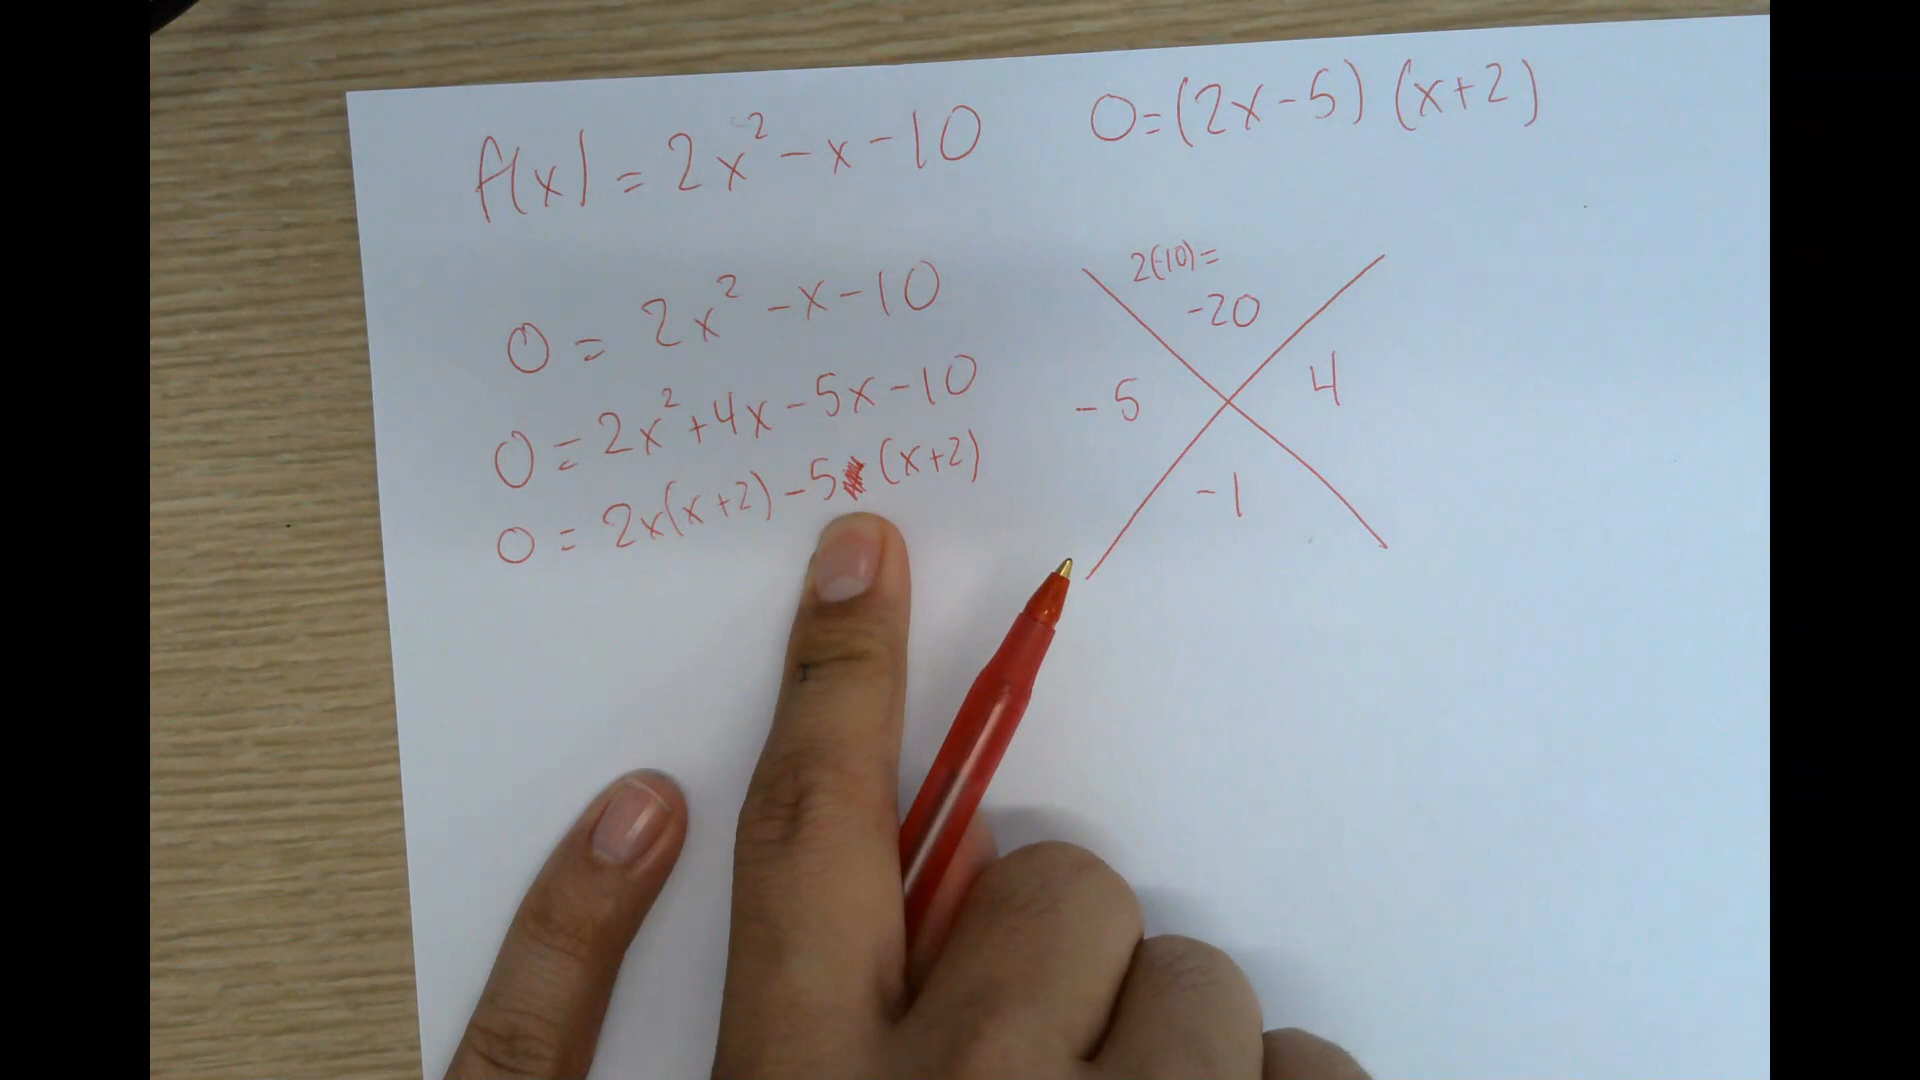 f(x) = 2x² - x - 10
0 = 2x² - x - 10
0 = 2x² + 4x - 5x - 10
0 = 2x(x + 2) - 5 (x + 2)
0 = (2x - 5) (x + 2)
2(-10) =
-20
-5
4
-1